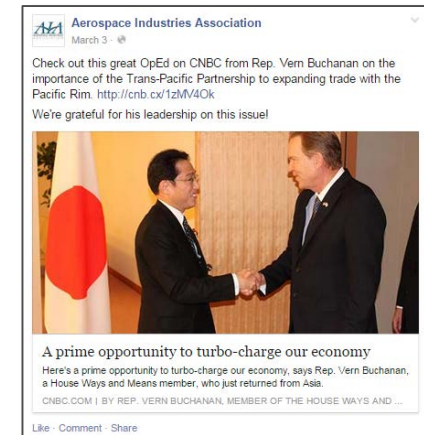 AIA
Aerospace Industries Association
March 3 ·
Check out this great OpEd on CNBC from Rep. Vern Buchanan on the
importance of the Trans-Pacific Partnership to expanding trade with the
Pacific Rim. http://cnb.cx/1zMV4Ok
We're grateful for his leadership on this issue!
A prime opportunity to turbo-charge our economy
Here's a prime opportunity to turbo-charge our economy, says Rep. Vern Buchanan,
a House Ways and Means member, who just returned from Asia.
CNBC.COM | BY REP. VERN BUCHANAN, MEMBER OF THE HOUSE WAYS AND ...
Like · Comment · Share